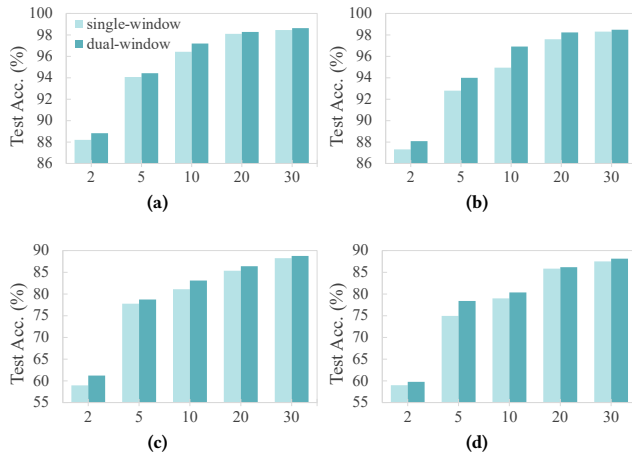 100
98
96
94
92
90
88
86
Test Acc. (%)
single-window
dual-window
2 5 10 20 30
(a)
100
98
96
94
92
90
88
86
Test Acc. (%)
2 5 10 20 30
(b)
90
85
80
75
70
65
60
55
Test Acc. (%)
2 5 10 20 30
(c)
90
85
80
75
70
65
60
55
Test Acc. (%)
2 5 10 20 30
(d)